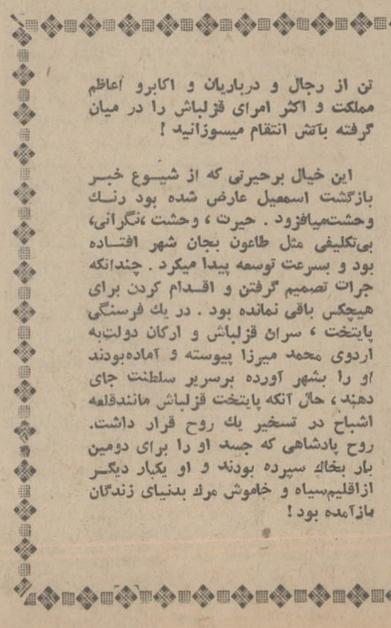 تن از رجال و درباریان و اکابرو اعاظم
مملکت و اکثر امرای قزلباش را در میان
گرفته بآتش انتقام میسوزانید !
این خیال برحیرتی که از شیوع خبر
بازگشت اسمعیل عارض شده بود رنگ
وحشت‌میافزود . حیرت ، وحشت ،نگرانی،
بی‌تکلیفی مثل طاعون بجان شهر افتاده
بود و بسرعت توسعه پیدا میکرد . چندانکه
جرات تصمیم گرفتن و اقدام کردن برای
هیچکس باقی نمانده بود . در یك فرسنگی
پایتخت ، سران قزلباش و ارکان دولت‌به
اردوی محمد میرزا پیوسته و آماده‌بودند
او را بشهر آورده برسریر سلطنت جای
دهند ، حال آنکه پایتخت قزلباش مانندقلعه
اشباح در تسخیر یك روح قرار داشت.
روح پادشاهی که جسد او را برای دومین
بار بخاك سپرده بودند و او یکبار دیگر
ازاقلیم‌سیاه و خاموش مرك بدنیای زندگان
بازآمده بود !